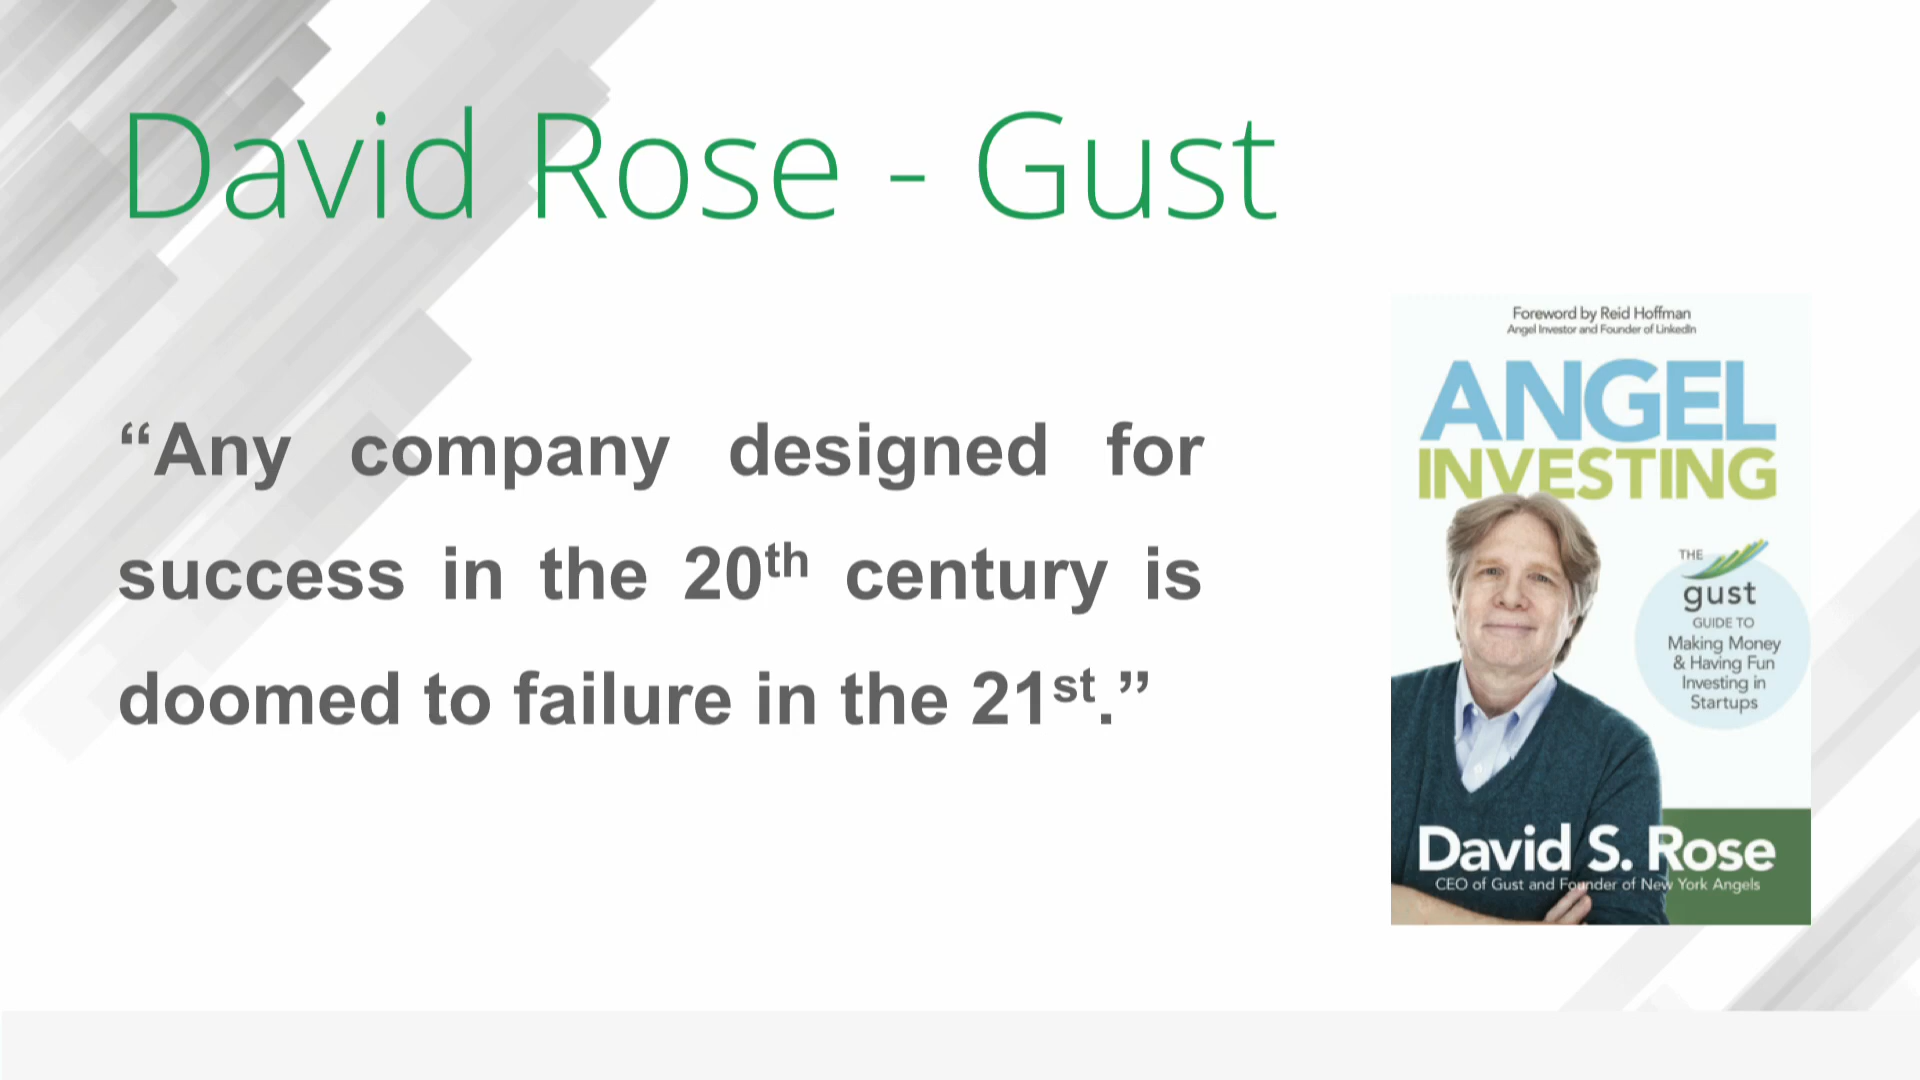 David Rose - Gust
“Any company designed for
success in the 20th century is
doomed to failure in the 21st.”
Foreword by Reid Hoffman
Angel Investor and Founder of LinkedIn
ANGEL
INVESTING
THE
gust
GUIDE TO
Making Money
& Having Fun
Investing in
Startups
David S. Rose
CEO of Gust and Founder of New York Angels